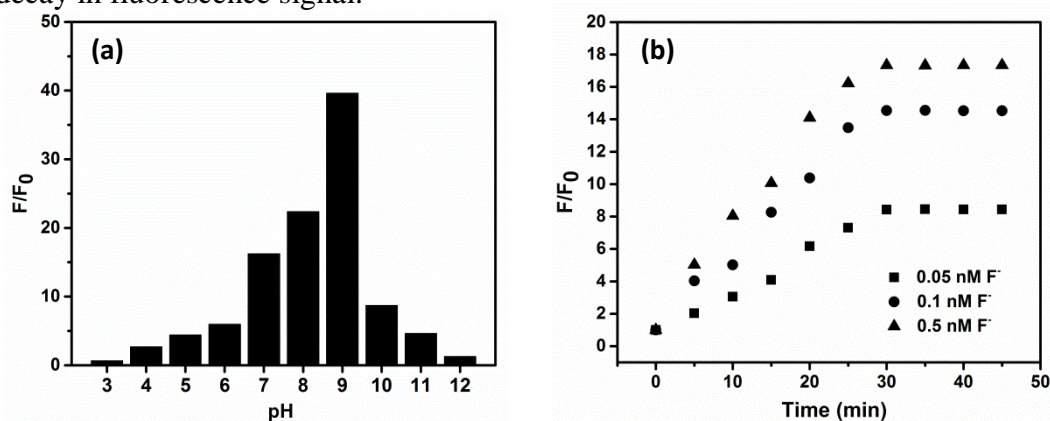 decay in fluorescence signal.
(a)
50
40
30
20
10
0
F/F0
3 4 5 6 7 8 9 10 11 12
pH
(b)
20
18
16
14
12
10
8
6
4
2
0
F/F0
0.05 nM F-
0.1 nM F-
0.5 nM F-
0 10 20 30 40 50
Time (min)